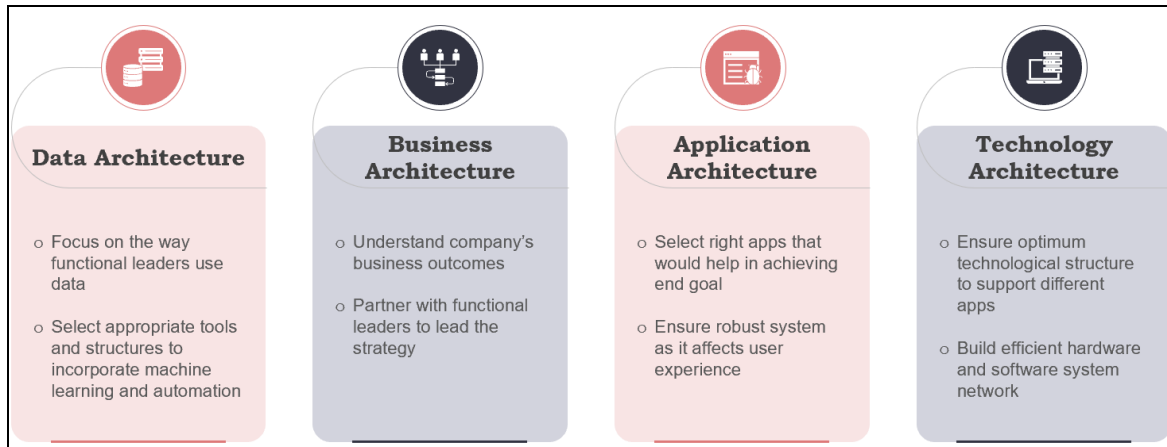 Data Architecture
o Focus on the way
functional leaders use
data
o Select appropriate tools
and structures to
incorporate machine
learning and automation
Business
Architecture
o Understand company's
business outcomes
o Partner with functional
leaders to lead the
strategy
Application
Architecture
o Select right apps that
would help in achieving
end goal
o Ensure robust system
as it affects user
experience
Technology
Architecture
o Ensure optimum
technological structure
to support different
apps
o Build efficient hardware
and software system
network